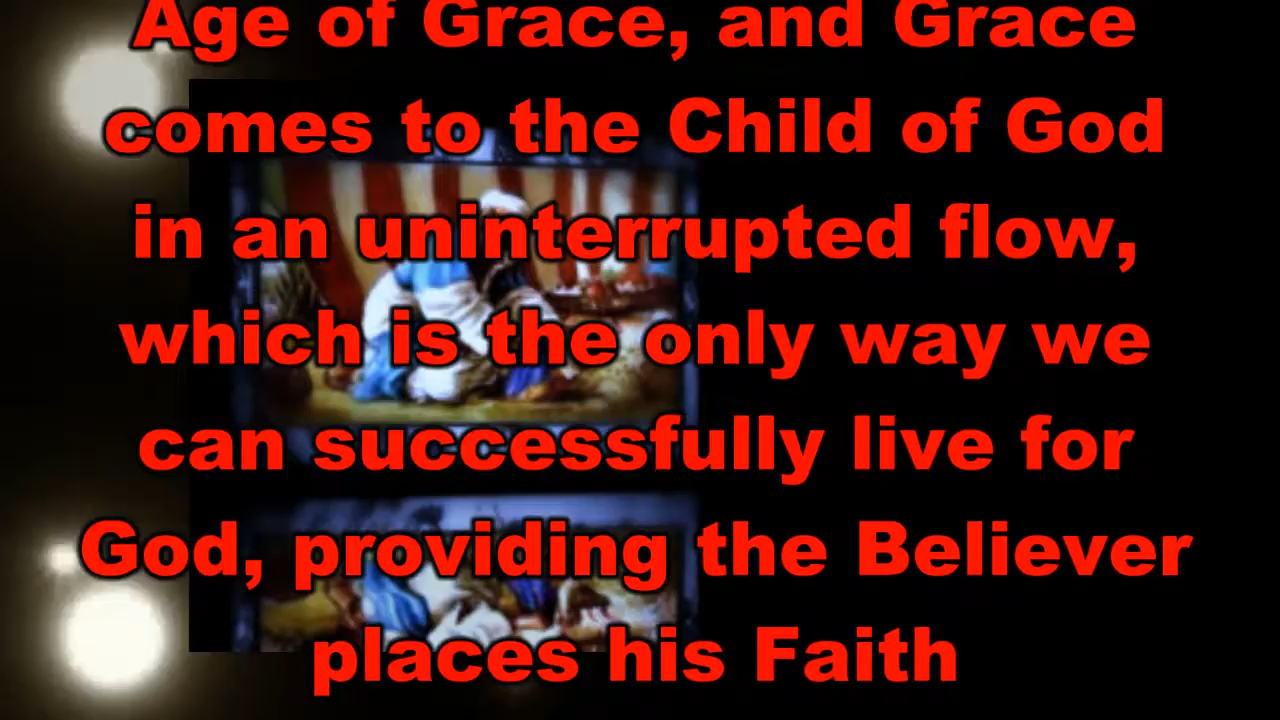 Age of Grace, and Grace
comes to the Child of God
in an uninterrupted flow,
which is the only way we
can successfully live for
God, providing the Believer
places his Faith